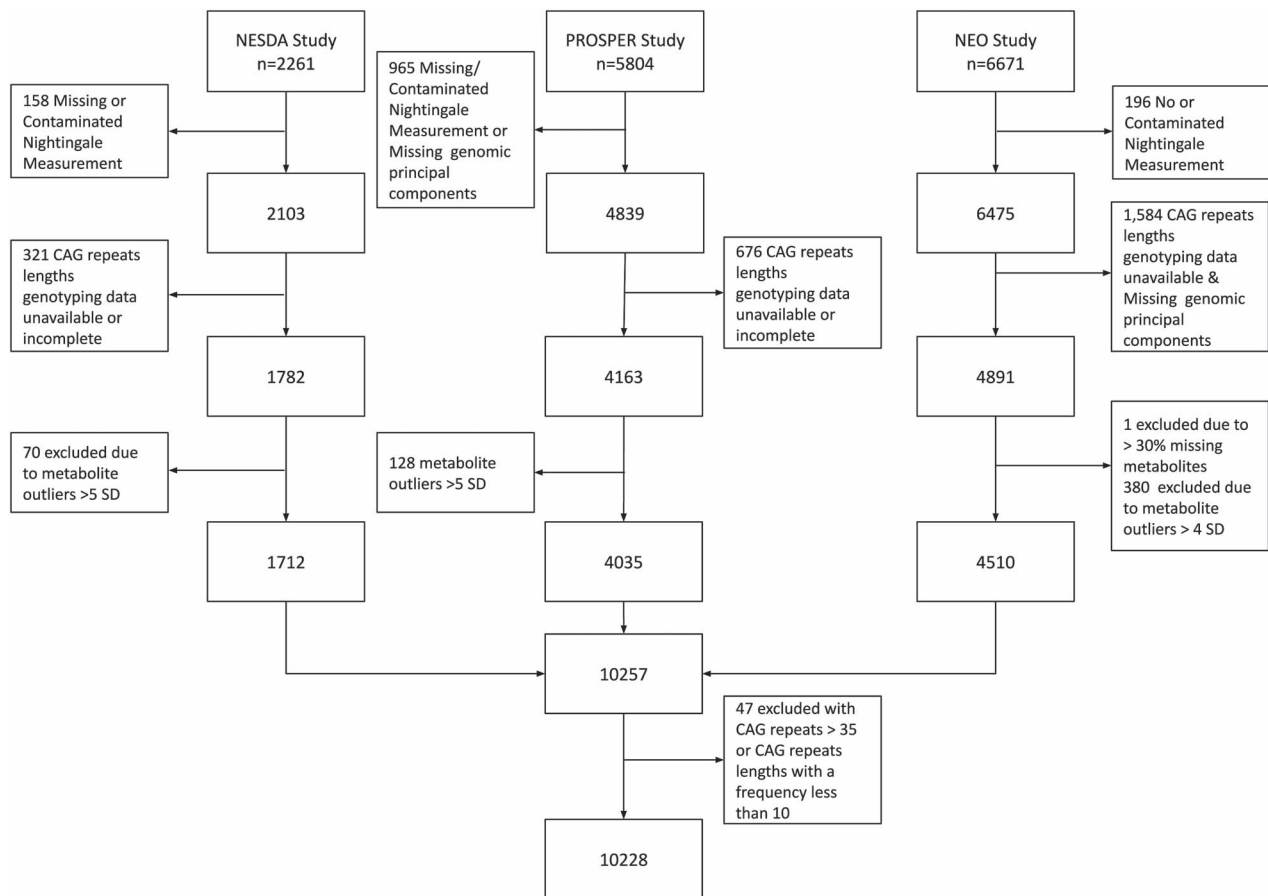 NESDA Study
n=2261
PROSPER Study
n=5804
NEO Study
n=6671
158 Missing or
Contaminated
Nightingale
Measurement
965 Missing/
Contaminated
Nightingale
Measurement or
Missing genomic
principal
components
196 No or
Contaminated
Nightingale
Measurement
2103
4839
6475
321 CAG repeats
lengths
genotyping data
unavailable or
incomplete
676 CAG repeats
lengths
genotyping data
unavailable or
incomplete
1,584 CAG repeats
lengths
genotyping data
unavailable &
Missing genomic
principal
components
1782
4163
4891
70 excluded due
to metabolite
outliers >5 SD
128 metabolite
outliers >5 SD
1 excluded due to
> 30% missing
metabolites
380 excluded due
to metabolite
outliers > 4 SD
1712
4035
4510
10257
47 excluded with
CAG repeats > 35
or CAG repeats
lengths with a
frequency less
than 10
10228